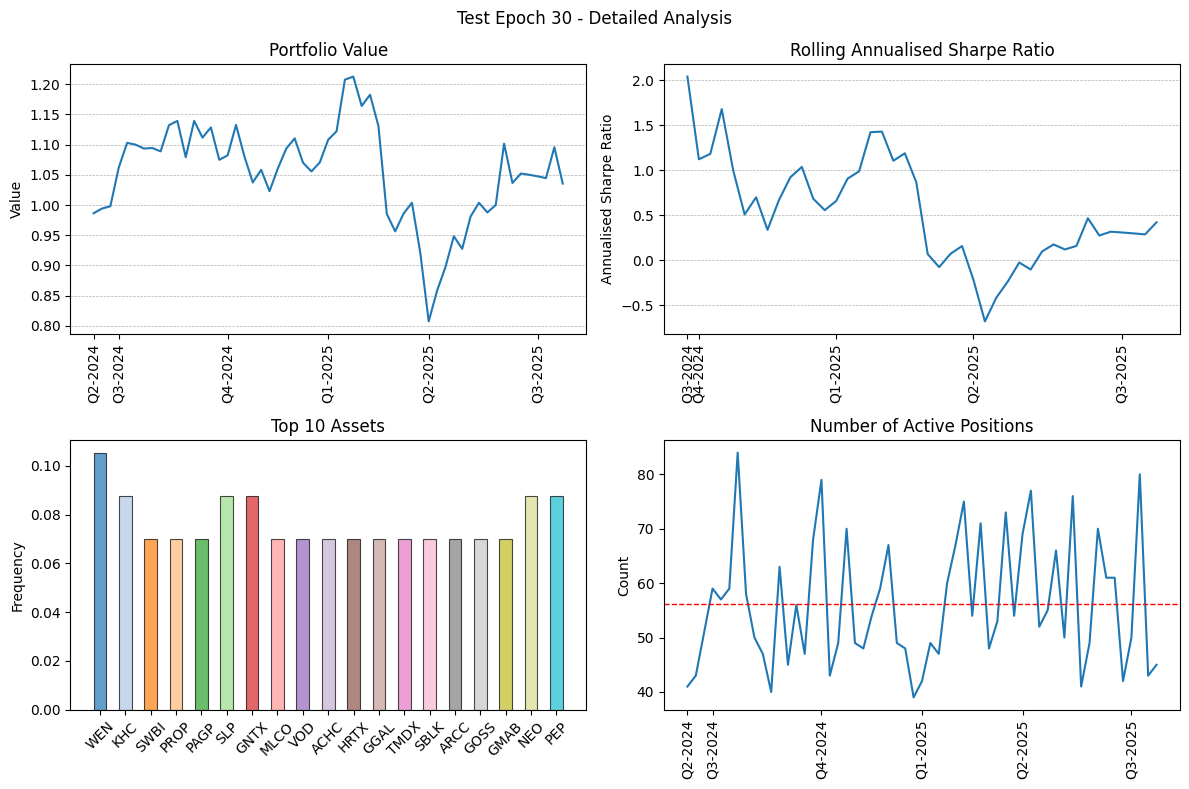 Test Epoch 30 - Detailed Analysis
Portfolio Value
Value
1.20
1.15
1.10
1.05
1.00
0.95
0.90
0.85
0.80
Q2-2024
Q3-2024
Q4-2024
Q1-2025
Q2-2025
Q3-2025
Rolling Annualised Sharpe Ratio
Annualised Sharpe Ratio
2.0
1.5
1.0
0.5
0.0
−0.5
Q3-2024
Q4-2024
Q1-2025
Q2-2025
Q3-2025
Top 10 Assets
Frequency
0.10
0.08
0.06
0.04
0.02
0.00
WEN
KHC
SWBI
PROP
PAGP
SLP
GNTX
MLCO
VOD
ACHC
HRTX
GGAL
TMDX
SBLK
ARCC
GOSS
GMAB
NEO
PEP
Number of Active Positions
Count
80
70
60
50
40
Q2-2024
Q3-2024
Q4-2024
Q1-2025
Q2-2025
Q3-2025